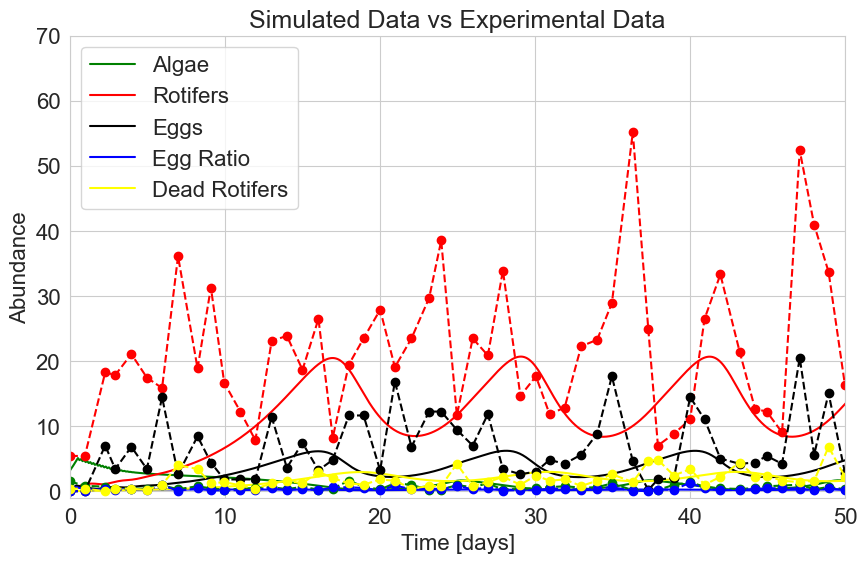 Simulated Data vs Experimental Data
70
60
50
40
30
20
10
0
Abundance
Algae
Rotifers
Eggs
Egg Ratio
Dead Rotifers
0 10 20 30 40 50
Time [days]